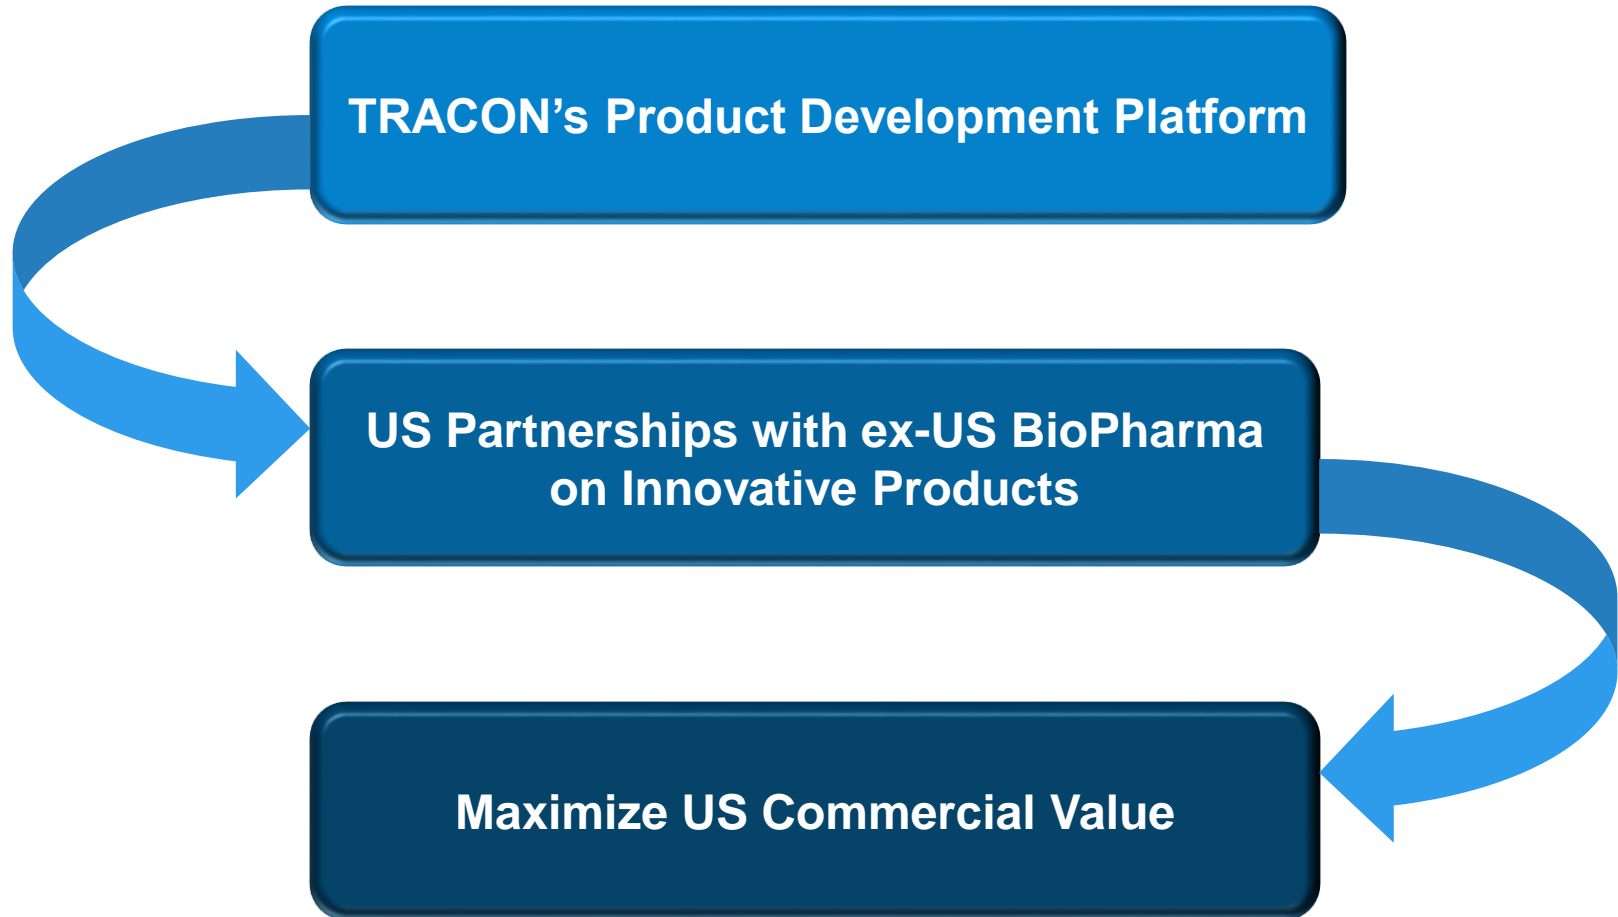 TRACON’s Product Development Platform
US Partnerships with ex-US BioPharma
on Innovative Products
Maximize US Commercial Value